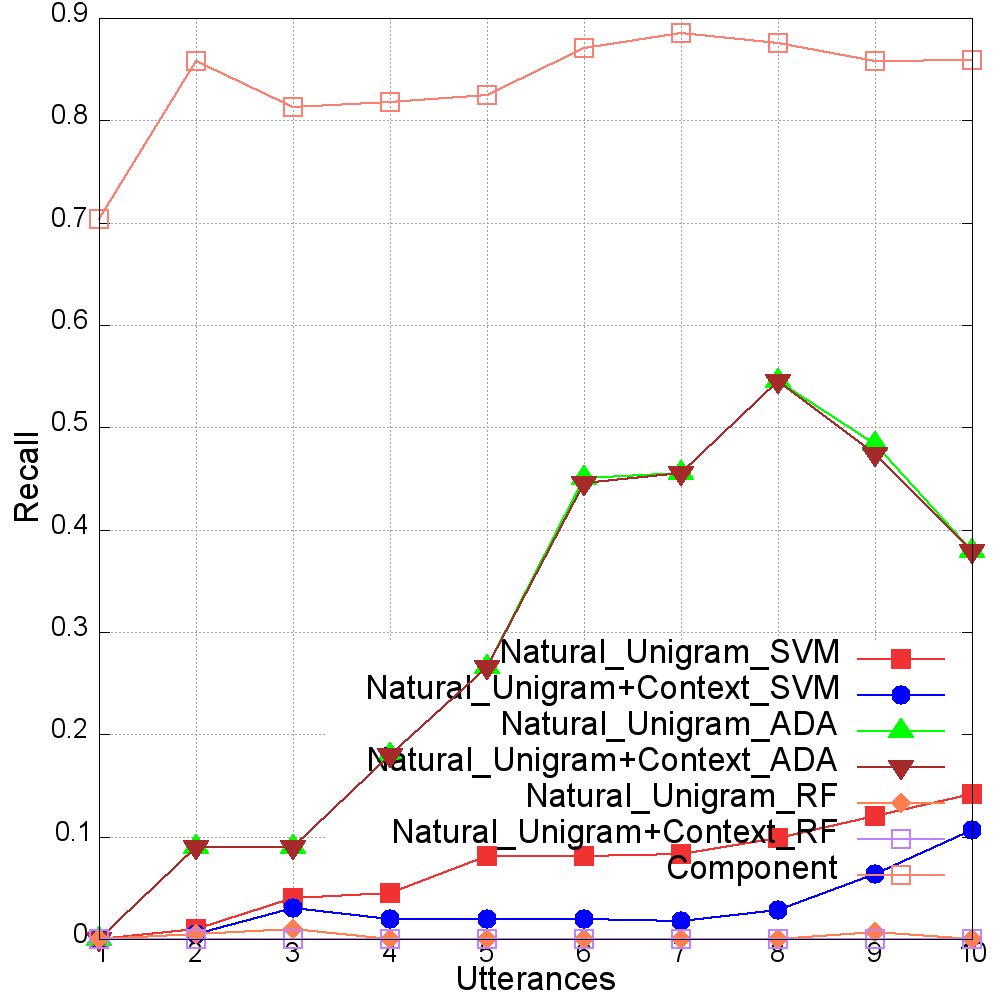 0.9
0.8
0.7
0.6
0.5
0.4
0.3
0.2
0.1
0
Recall
Natural_Unigram_SVM
Natural_Unigram+Context_SVM
Natural_Unigram_ADA
Natural_Unigram+Context_ADA
Natural_Unigram_RF
Natural_Unigram+Context_RF
Component
1 2 3 4 5 6 7 8 9 10
Utterances